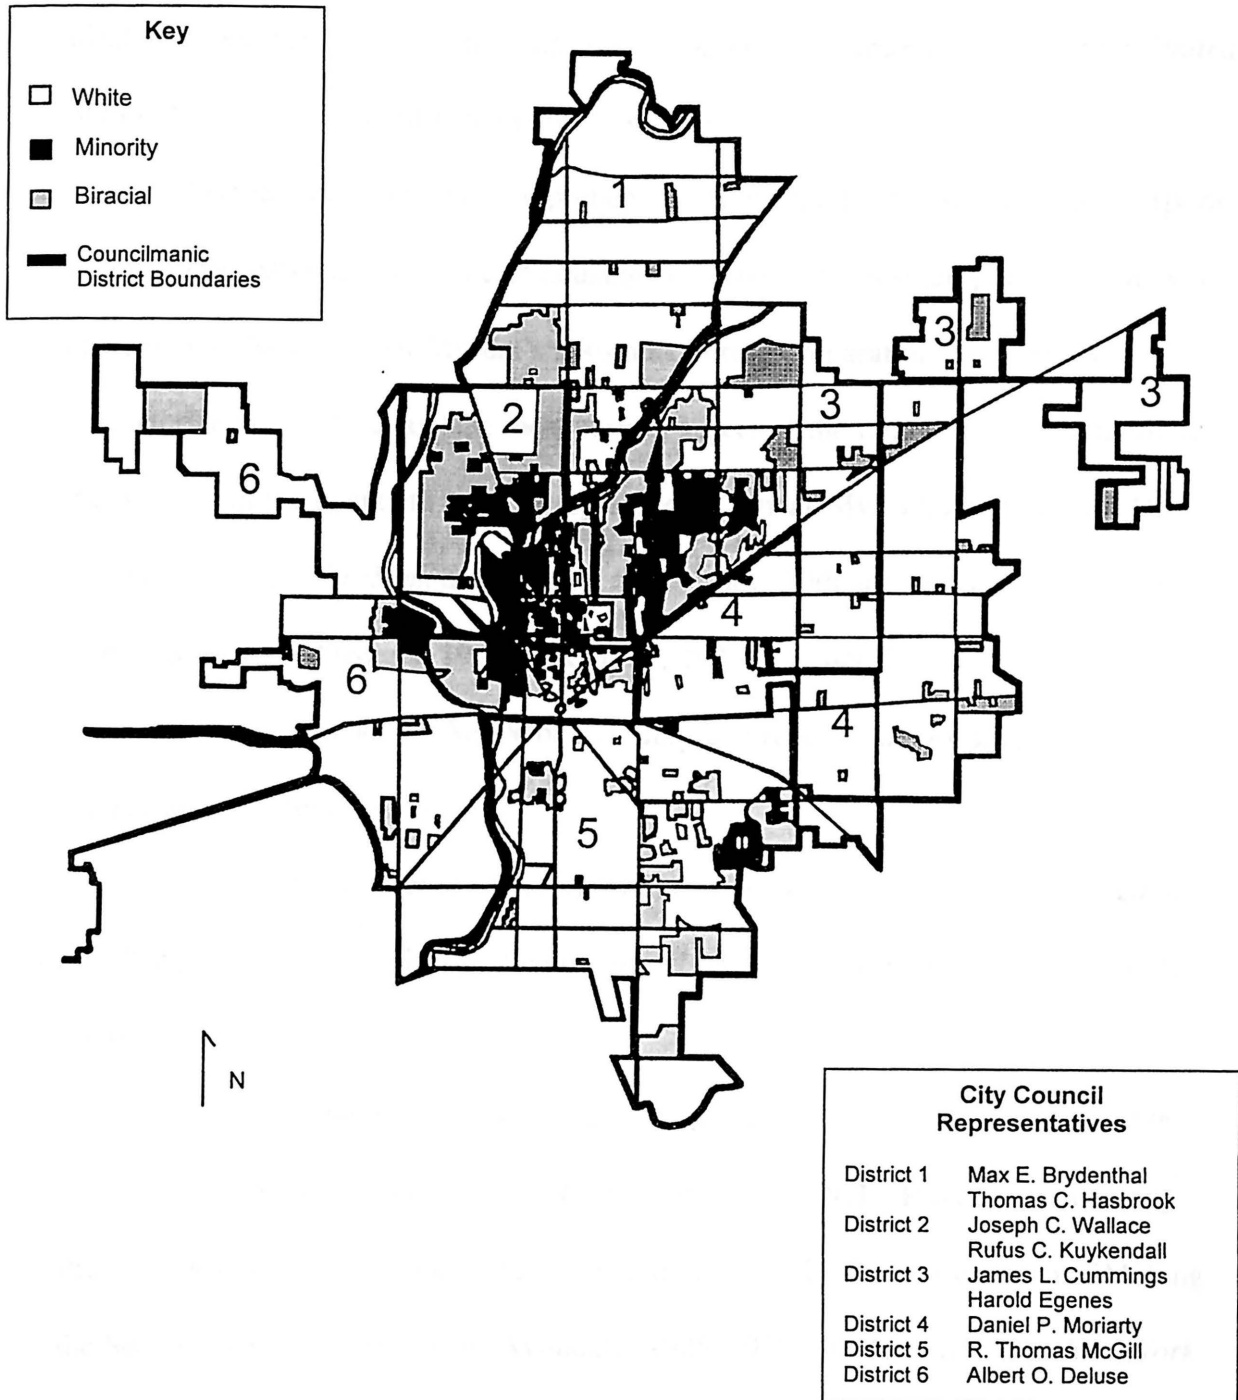 Key
White
Minority
Biracial
Councilmanic
District Boundaries
1
3
2
3
3
6
4
6
4
5
N
City Council
Representatives
District 1 Max E. Brydenthal
Thomas C. Hasbrook
District 2 Joseph C. Wallace
Rufus C. Kuykendall
District 3 James L. Cummings
Harold Egenes
District 4 Daniel P. Moriarty
District 5 R. Thomas McGill
District 6 Albert O. Deluse